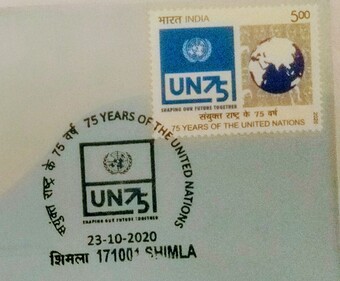 भारत INDIA 5.00
UN75
SHAPING OUR FUTURE TOGETHER
संयुक्त राष्ट्र के 75 वर्ष
75 YEARS OF THE UNITED NATIONS
संयुक्त राष्ट्र के 75 वर्ष 75 YEARS OF THE UNITED NATIONS
UN75
SHAPING OUR FUTURE TOGETHER
23-10-2020
शिमला 171001 SHIMLA